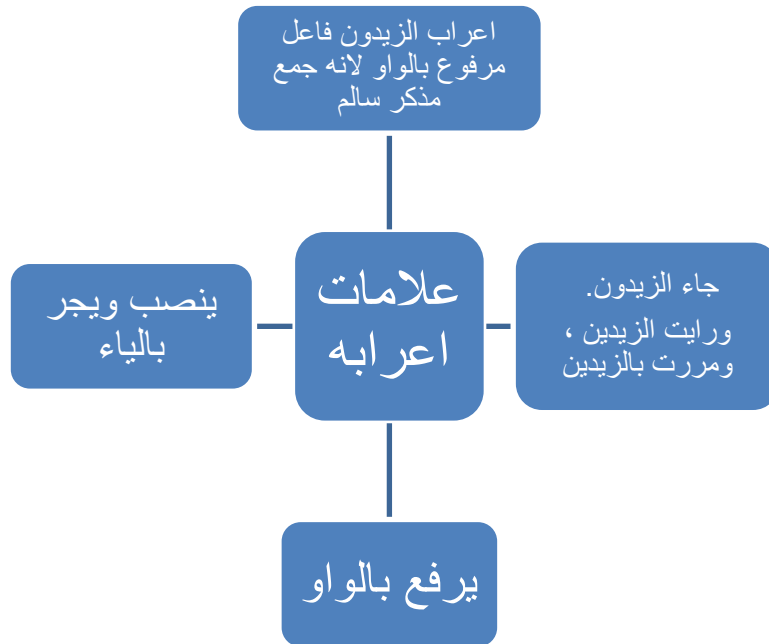 اعراب الزيدون فاعل
مرفوع بالواو لانه جمع
مذكر سالم
جاء الزيدون.
ورايت الزيدين ،
ومررت بالزيدين
علامات
اعرابه
ينصب ويجر
بالياء
يرفع بالواو